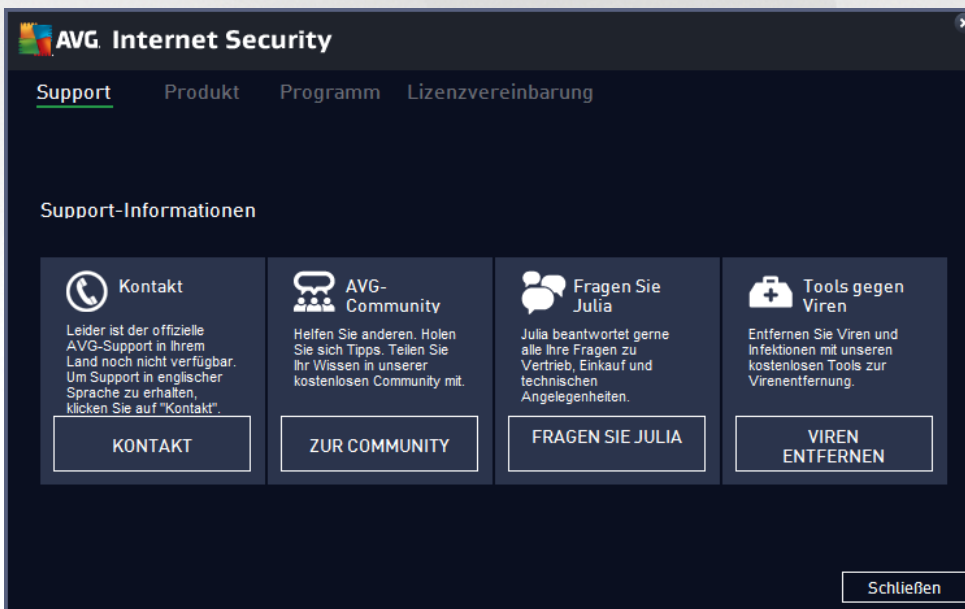 AVG. Internet Security
Support Produkt Programm Lizenzvereinbarung
Support-Informationen
Kontakt
Leider ist der offizielle
AVG-Support in Ihrem
Land noch nicht verfügbar.
Um Support in englischer
Sprache zu erhalten,
klicken Sie auf "Kontakt".
KONTAKT
AVG-
Community
Helfen Sie anderen. Holen
Sie sich Tipps. Teilen Sie
Ihr Wissen in unserer
kostenlosen Community mit.
ZUR COMMUNITY
Fragen Sie
Julia
Julia beantwortet gerne
alle Ihre Fragen zu
Vertrieb, Einkauf und
technischen
Angelegenheiten.
FRAGEN SIE JULIA
Tools gegen
Viren
Entfernen Sie Viren und
Infektionen mit unseren
kostenlosen Tools zur
Virenentfernung.
VIREN
ENTFERNEN
Schließen